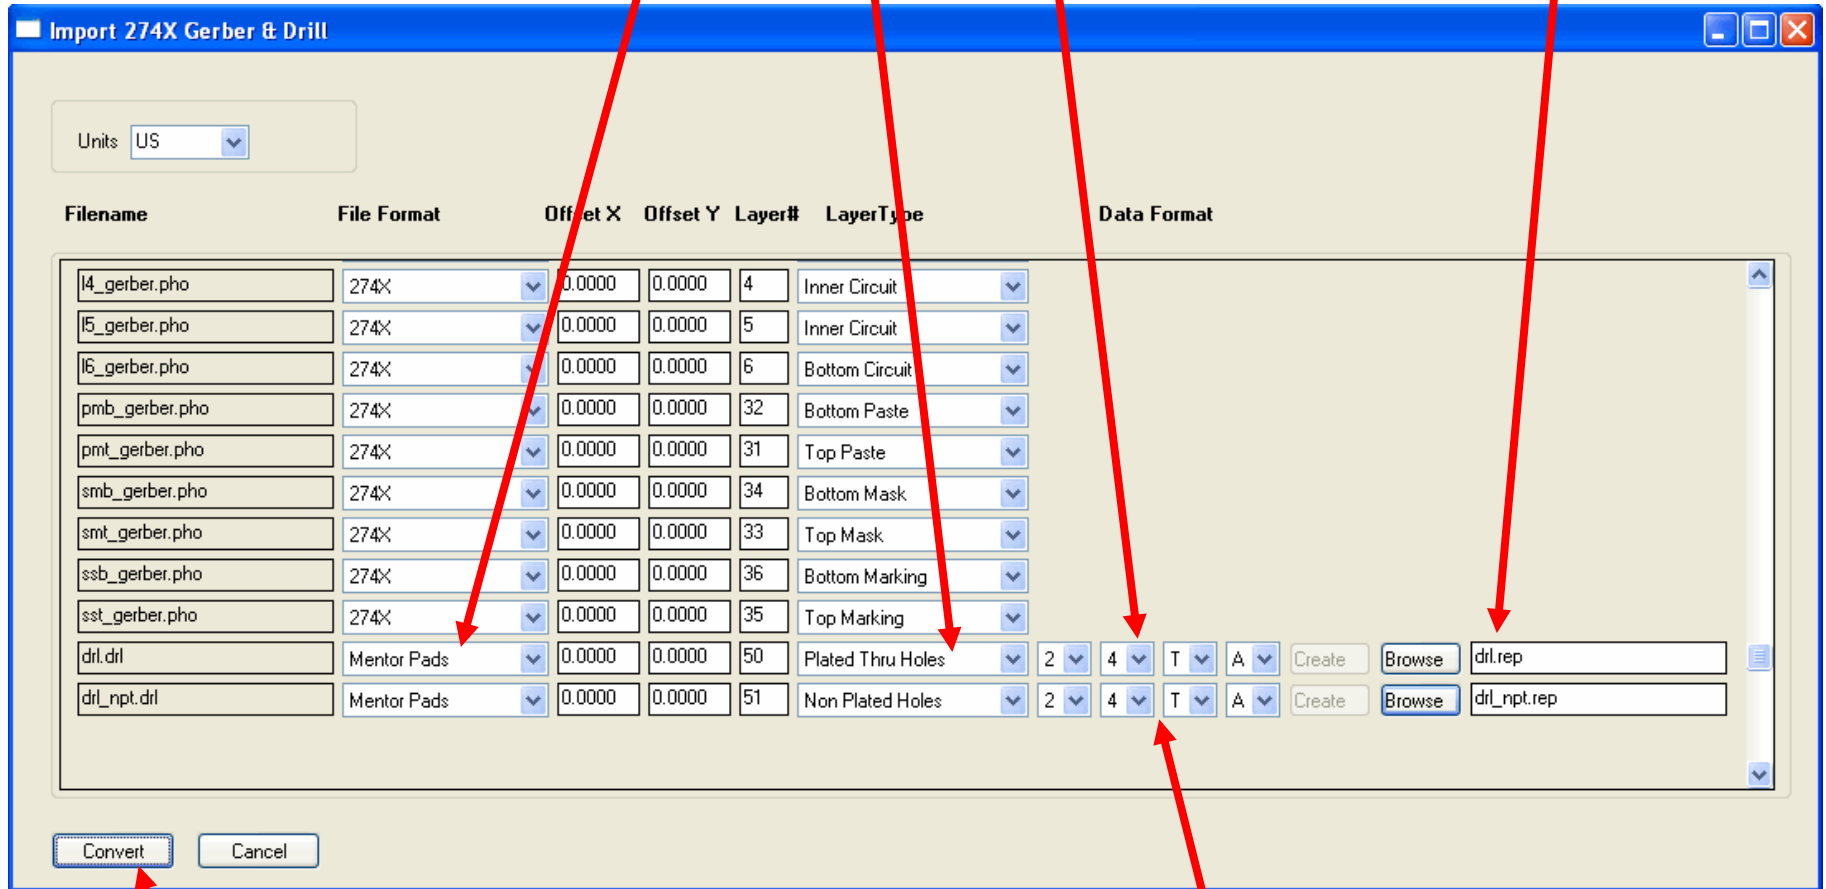 Import 274X Gerber & Drill
Units US
Filename File Format Offset X Offset Y Layer# LayerType Data Format
l4_gerber.pho 274X 0.0000 0.0000 4 Inner Circuit
l5_gerber.pho 274X 0.0000 0.0000 5 Inner Circuit
l6_gerber.pho 274X 0.0000 0.0000 6 Bottom Circuit
pmb_gerber.pho 274X 0.0000 0.0000 32 Bottom Paste
pmt_gerber.pho 274X 0.0000 0.0000 31 Top Paste
smb_gerber.pho 274X 0.0000 0.0000 34 Bottom Mask
smt_gerber.pho 274X 0.0000 0.0000 33 Top Mask
ssb_gerber.pho 274X 0.0000 0.0000 36 Bottom Marking
sst_gerber.pho 274X 0.0000 0.0000 35 Top Marking
drl.drl Mentor Pads 0.0000 0.0000 50 Plated Thru Holes 2 4 T A Create Browse drl.rep
drl_npt.drl Mentor Pads 0.0000 0.0000 51 Non Plated Holes 2 4 T A Create Browse drl_npt.rep
Convert Cancel